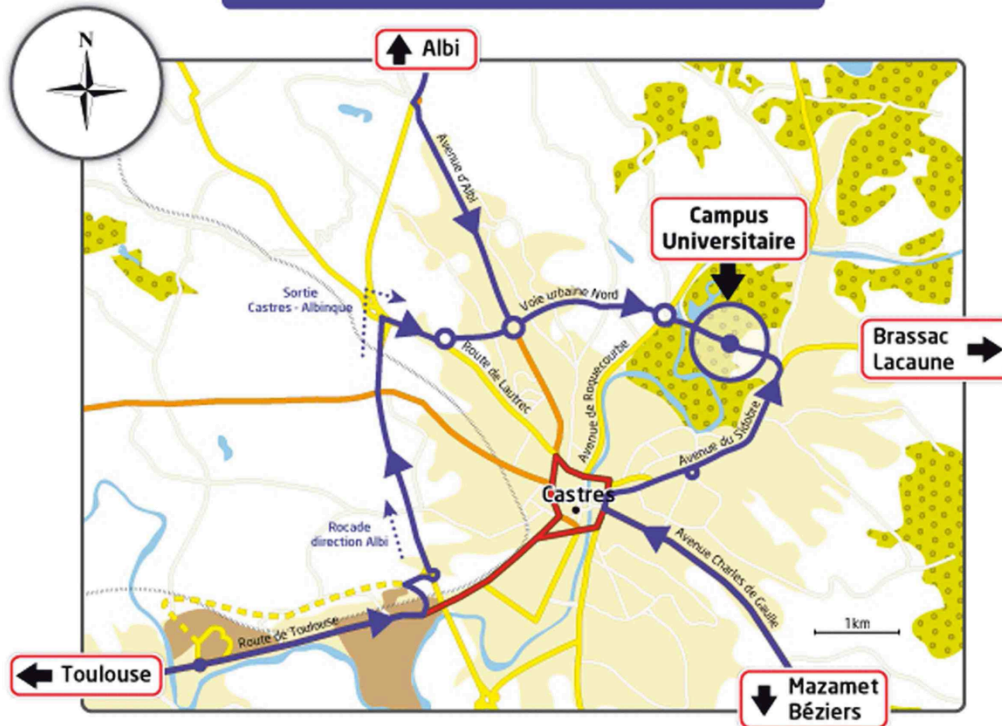 N
Albi
Avenue d'Albi
Campus
Universitaire
Sortie
Castres - Albinque
Voie urbaine Nord
Brassac
Lacaune
Route de Lautrec
Avenue de Roquecourbe
Avenue du Sidobre
Castres
Rocade
direction Albi
Avenue Charles de Gaulle
Route de Toulouse
1km
Toulouse
Mazamet
Béziers